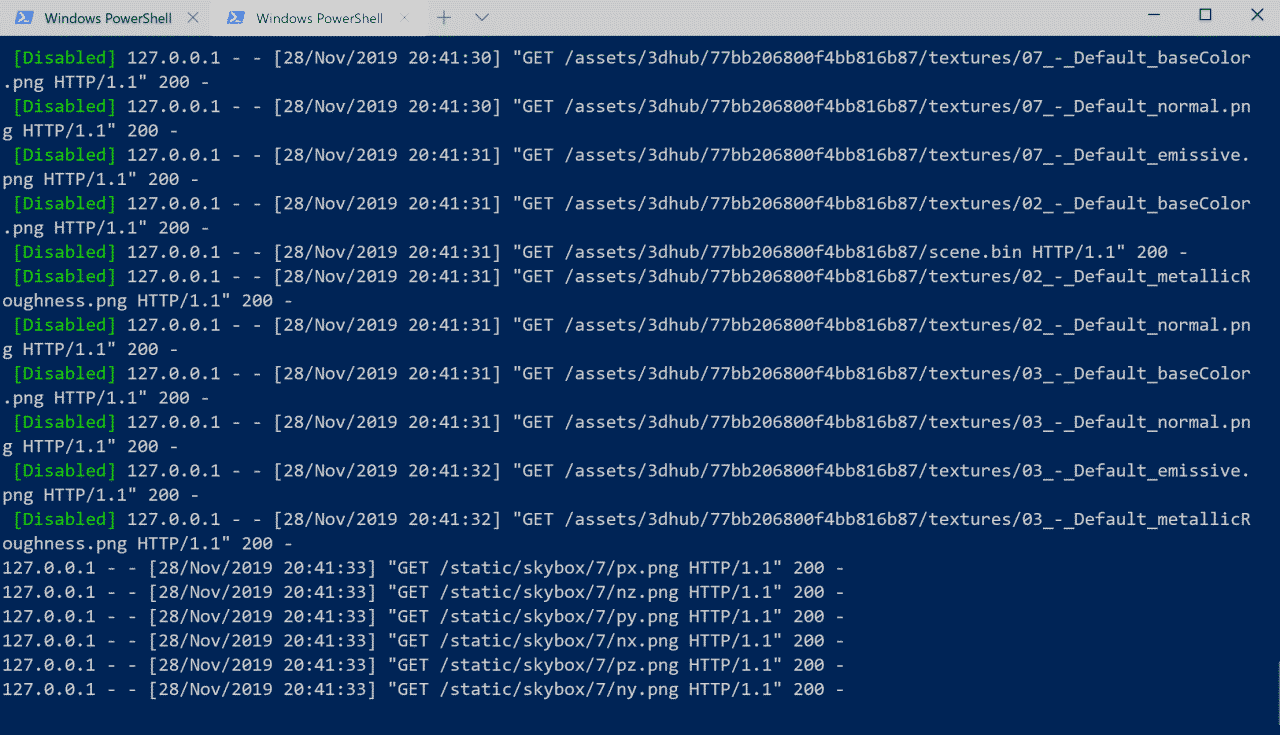 Windows PowerShell Windows PowerShell
[Disabled] 127.0.0.1 - - [28/Nov/2019 20:41:30] "GET /assets/3dhub/77bb206800f4bb816b87/textures/07_-_Default_baseColor
.png HTTP/1.1" 200 -
[Disabled] 127.0.0.1 - - [28/Nov/2019 20:41:30] "GET /assets/3dhub/77bb206800f4bb816b87/textures/07_-_Default_normal.pn
g HTTP/1.1" 200 -
[Disabled] 127.0.0.1 - - [28/Nov/2019 20:41:31] "GET /assets/3dhub/77bb206800f4bb816b87/textures/07_-_Default_emissive.
png HTTP/1.1" 200 -
[Disabled] 127.0.0.1 - - [28/Nov/2019 20:41:31] "GET /assets/3dhub/77bb206800f4bb816b87/textures/02_-_Default_baseColor
.png HTTP/1.1" 200 -
[Disabled] 127.0.0.1 - - [28/Nov/2019 20:41:31] "GET /assets/3dhub/77bb206800f4bb816b87/scene.bin HTTP/1.1" 200 -
[Disabled] 127.0.0.1 - - [28/Nov/2019 20:41:31] "GET /assets/3dhub/77bb206800f4bb816b87/textures/02_-_Default_metallicR
oughness.png HTTP/1.1" 200 -
[Disabled] 127.0.0.1 - - [28/Nov/2019 20:41:31] "GET /assets/3dhub/77bb206800f4bb816b87/textures/02_-_Default_normal.pn
g HTTP/1.1" 200 -
[Disabled] 127.0.0.1 - - [28/Nov/2019 20:41:31] "GET /assets/3dhub/77bb206800f4bb816b87/textures/03_-_Default_baseColor
.png HTTP/1.1" 200 -
[Disabled] 127.0.0.1 - - [28/Nov/2019 20:41:31] "GET /assets/3dhub/77bb206800f4bb816b87/textures/03_-_Default_normal.pn
g HTTP/1.1" 200 -
[Disabled] 127.0.0.1 - - [28/Nov/2019 20:41:32] "GET /assets/3dhub/77bb206800f4bb816b87/textures/03_-_Default_emissive.
png HTTP/1.1" 200 -
[Disabled] 127.0.0.1 - - [28/Nov/2019 20:41:32] "GET /assets/3dhub/77bb206800f4bb816b87/textures/03_-_Default_metallicR
oughness.png HTTP/1.1" 200 -
127.0.0.1 - - [28/Nov/2019 20:41:33] "GET /static/skybox/7/px.png HTTP/1.1" 200 -
127.0.0.1 - - [28/Nov/2019 20:41:33] "GET /static/skybox/7/nz.png HTTP/1.1" 200 -
127.0.0.1 - - [28/Nov/2019 20:41:33] "GET /static/skybox/7/py.png HTTP/1.1" 200 -
127.0.0.1 - - [28/Nov/2019 20:41:33] "GET /static/skybox/7/nx.png HTTP/1.1" 200 -
127.0.0.1 - - [28/Nov/2019 20:41:33] "GET /static/skybox/7/pz.png HTTP/1.1" 200 -
127.0.0.1 - - [28/Nov/2019 20:41:33] "GET /static/skybox/7/ny.png HTTP/1.1" 200 -